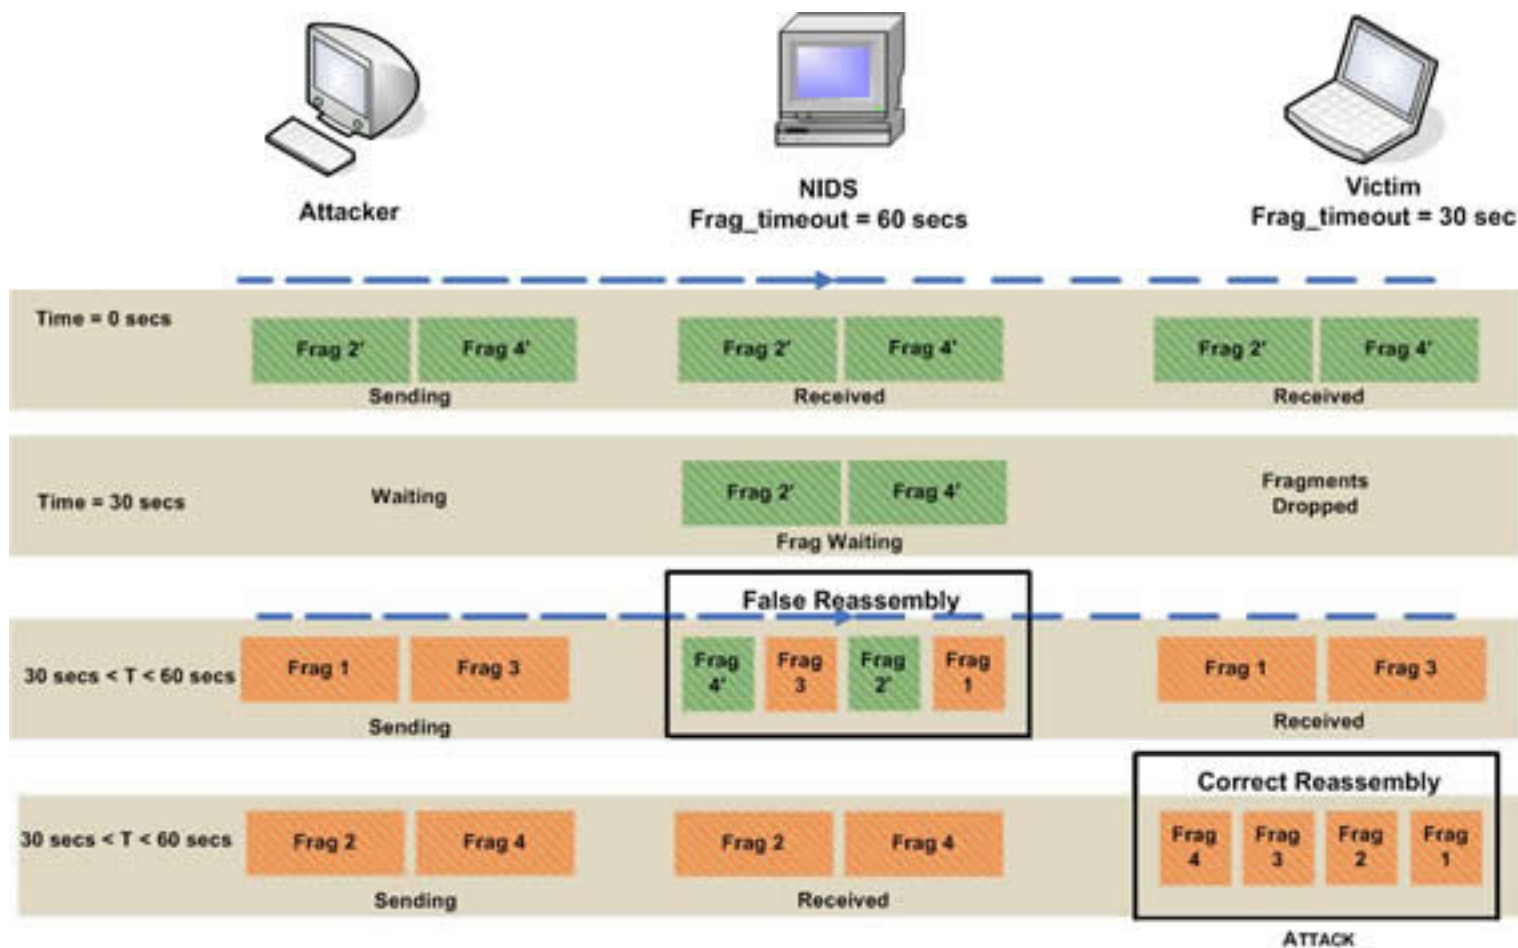 Attacker
NIDS
Frag_timeout = 60 secs
Victim
Frag_timeout = 30 sec
Time = 0 secs
Frag 2' Frag 4' Frag 2' Frag 4' Frag 2' Frag 4'
Sending Received Received
Time = 30 secs
Waiting
Frag 2' Frag 4'
Frag Waiting
Fragments
Dropped
False Reassembly
30 secs < T < 60 secs
Frag 1 Frag 3
Sending
Frag Frag Frag Frag
4' 3 2' 1
Frag 1 Frag 3
Received
Correct Reassembly
30 secs < T < 60 secs
Frag 2 Frag 4
Sending
Frag 2 Frag 4
Received
Frag Frag Frag Frag
4 3 2 1
ATTACK